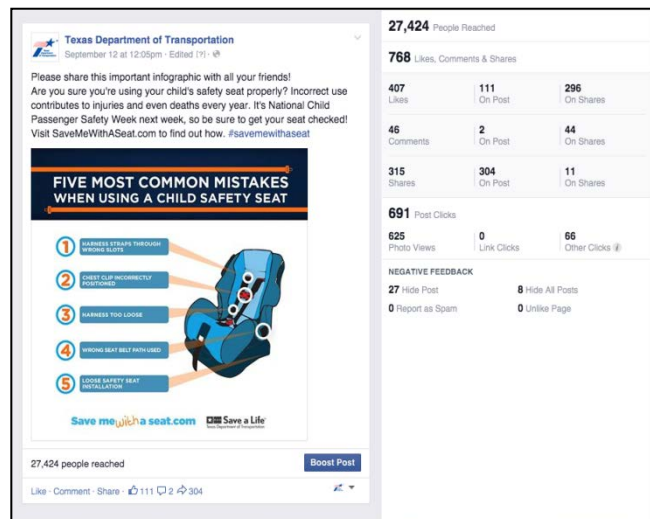 Texas Department of Transportation
September 12 at 12:05pm · Edited [?] ·
Please share this important infographic with all your friends!
Are you sure you're using your child's safety seat properly? Incorrect use
contributes to injuries and even deaths every year. It's National Child
Passenger Safety Week next week, so be sure to get your seat checked!
Visit SaveMeWithASeat.com to find out how. #savemewithaseat
FIVE MOST COMMON MISTAKES
WHEN USING A CHILD SAFETY SEAT
1 HARNESS STRAPS THROUGH
WRONG SLOTS
2 CHEST CLIP INCORRECTLY
POSITIONED
3 HARNESS TOO LOOSE
4 WRONG SEAT BELT PATH USED
5 LOOSE SAFETY SEAT
INSTALLATION
Save me with a seat.com Save a Life
Texas Department of Transportation
27,424 people reached Boost Post
Like · Comment · Share · 111 2 304
27,424 People Reached
768 Likes, Comments & Shares
407 111 296
Likes On Post On Shares
46 2 44
Comments On Post On Shares
315 304 11
Shares On Post On Shares
691 Post Clicks
625 0 66
Photo Views Link Clicks Other Clicks i
NEGATIVE FEEDBACK
27 Hide Post 8 Hide All Posts
0 Report as Spam 0 Unlike Page